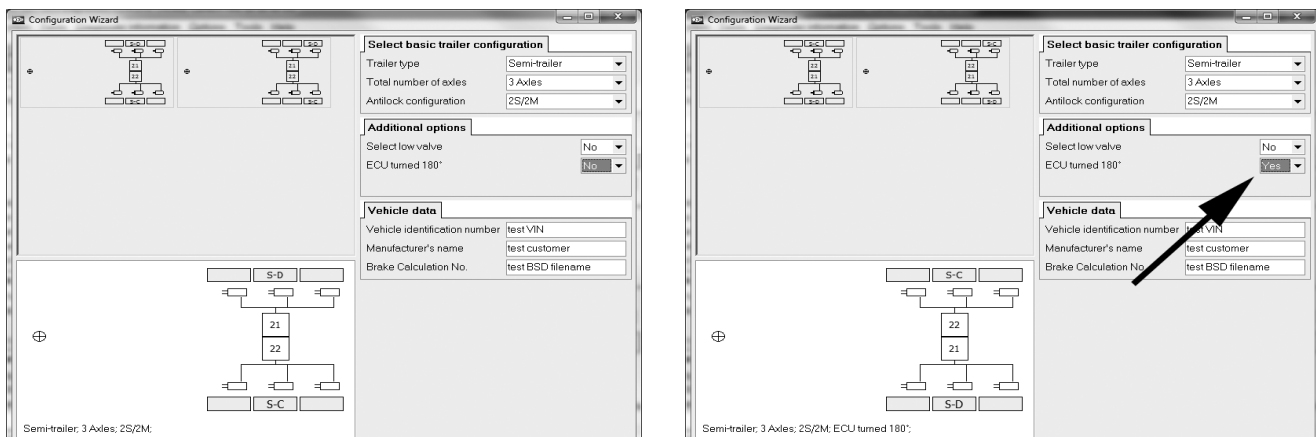 Configuration Wizard
S-D
S-D
21
22
21
22
S-C
S-C
Select basic trailer configuration
Trailer type Semi-trailer
Total number of axles 3 Axles
Antilock configuration 2S/2M
Additional options
Select low valve No
ECU turned 180° No
Vehicle data
Vehicle identification number test VIN
Manufacturer's name test customer
Brake Calculation No. test BSD filename
S-D
21
22
S-C
Semi-trailer; 3 Axles; 2S/2M;
Configuration Wizard
S-C
S-C
22
21
22
21
S-D
S-D
Select basic trailer configuration
Trailer type Semi-trailer
Total number of axles 3 Axles
Antilock configuration 2S/2M
Additional options
Select low valve No
ECU turned 180° Yes
Vehicle data
Vehicle identification number test VIN
Manufacturer's name test customer
Brake Calculation No. test BSD filename
S-C
22
21
S-D
Semi-trailer; 3 Axles; 2S/2M; ECU turned 180°;